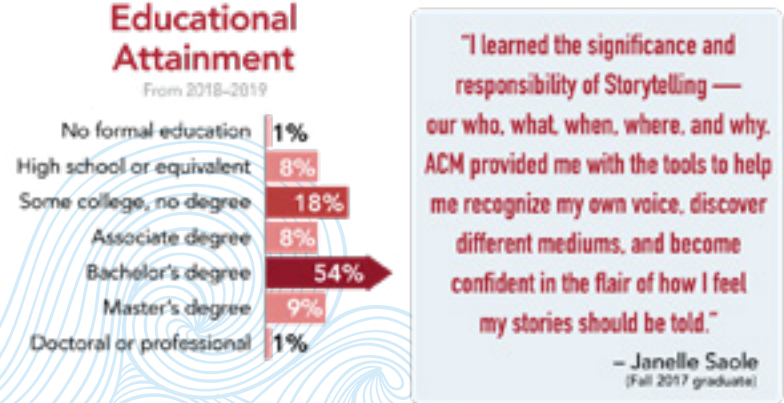 Educational
Attainment
From 2018–2019
No formal education 1%
High school or equivalent 8%
Some college, no degree 18%
Associate degree 8%
Bachelor's degree 54%
Master's degree 9%
Doctoral or professional 1%
"I learned the significance and
responsibility of Storytelling —
our who, what, when, where, and why.
ACM provided me with the tools to help
me recognize my own voice, discover
different mediums, and become
confident in the flair of how I feel
my stories should be told."
– Janelle Saole
(Fall 2017 graduate)